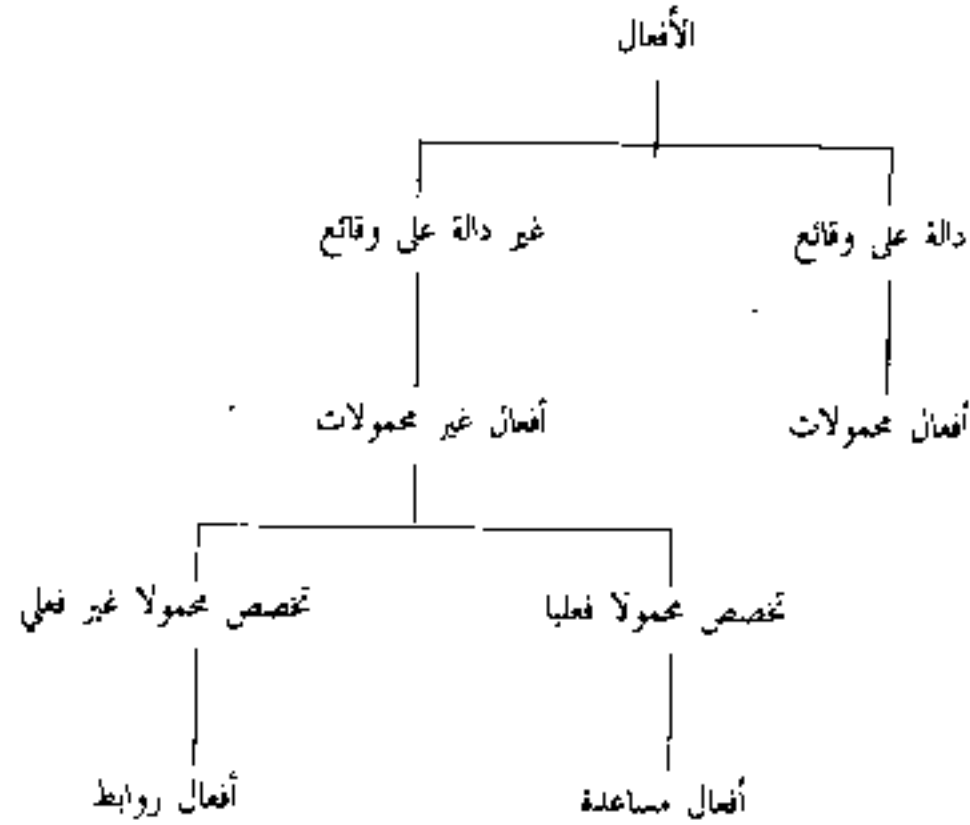 الأفعال
دالة على وقائع
غير دالة على وقائع
أفعال محمولات
أفعال غير محمولات
تخصص محمولا فعليا
تخصص محمولا غير فعلي
أفعال مساعدة
أفعال روابط